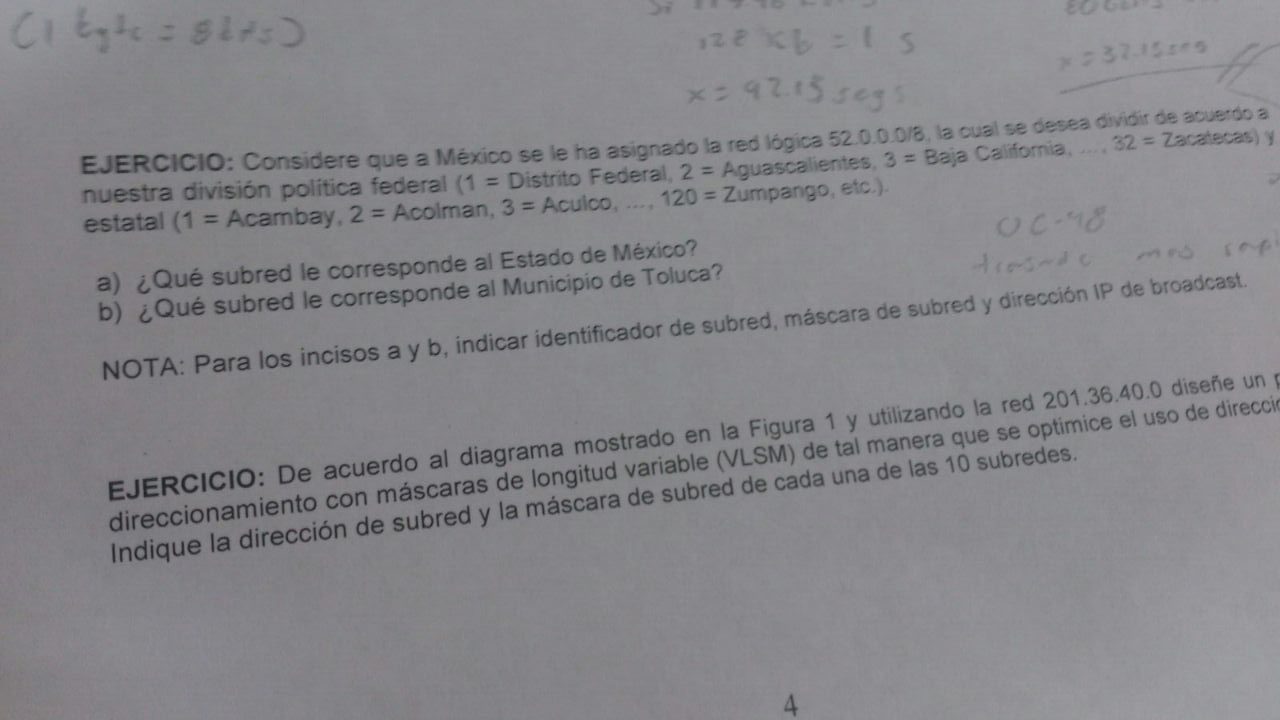 (1 byte = 8bits)
128 Kb = 1 s
x = 92.15 segs
x = 32.15 segs
EJERCICIO: Considere que a México se le ha asignado la red lógica 52.0.0.0/8, la cual se desea dividir de acuerdo a
nuestra división política federal (1 = Distrito Federal, 2 = Aguascalientes, 3 = Baja California, ..., 32 = Zacatecas) y
estatal (1 = Acambay, 2 = Acolman, 3 = Aculco, ..., 120 = Zumpango, etc.).
OC-48
a) ¿Qué subred le corresponde al Estado de México?
b) ¿Qué subred le corresponde al Municipio de Toluca?
NOTA: Para los incisos a y b, indicar identificador de subred, máscara de subred y dirección IP de broadcast.
EJERCICIO: De acuerdo al diagrama mostrado en la Figura 1 y utilizando la red 201.36.40.0 diseñe un
direccionamiento con máscaras de longitud variable (VLSM) de tal manera que se optimice el uso de direccio
Indique la dirección de subred y la máscara de subred de cada una de las 10 subredes.
4